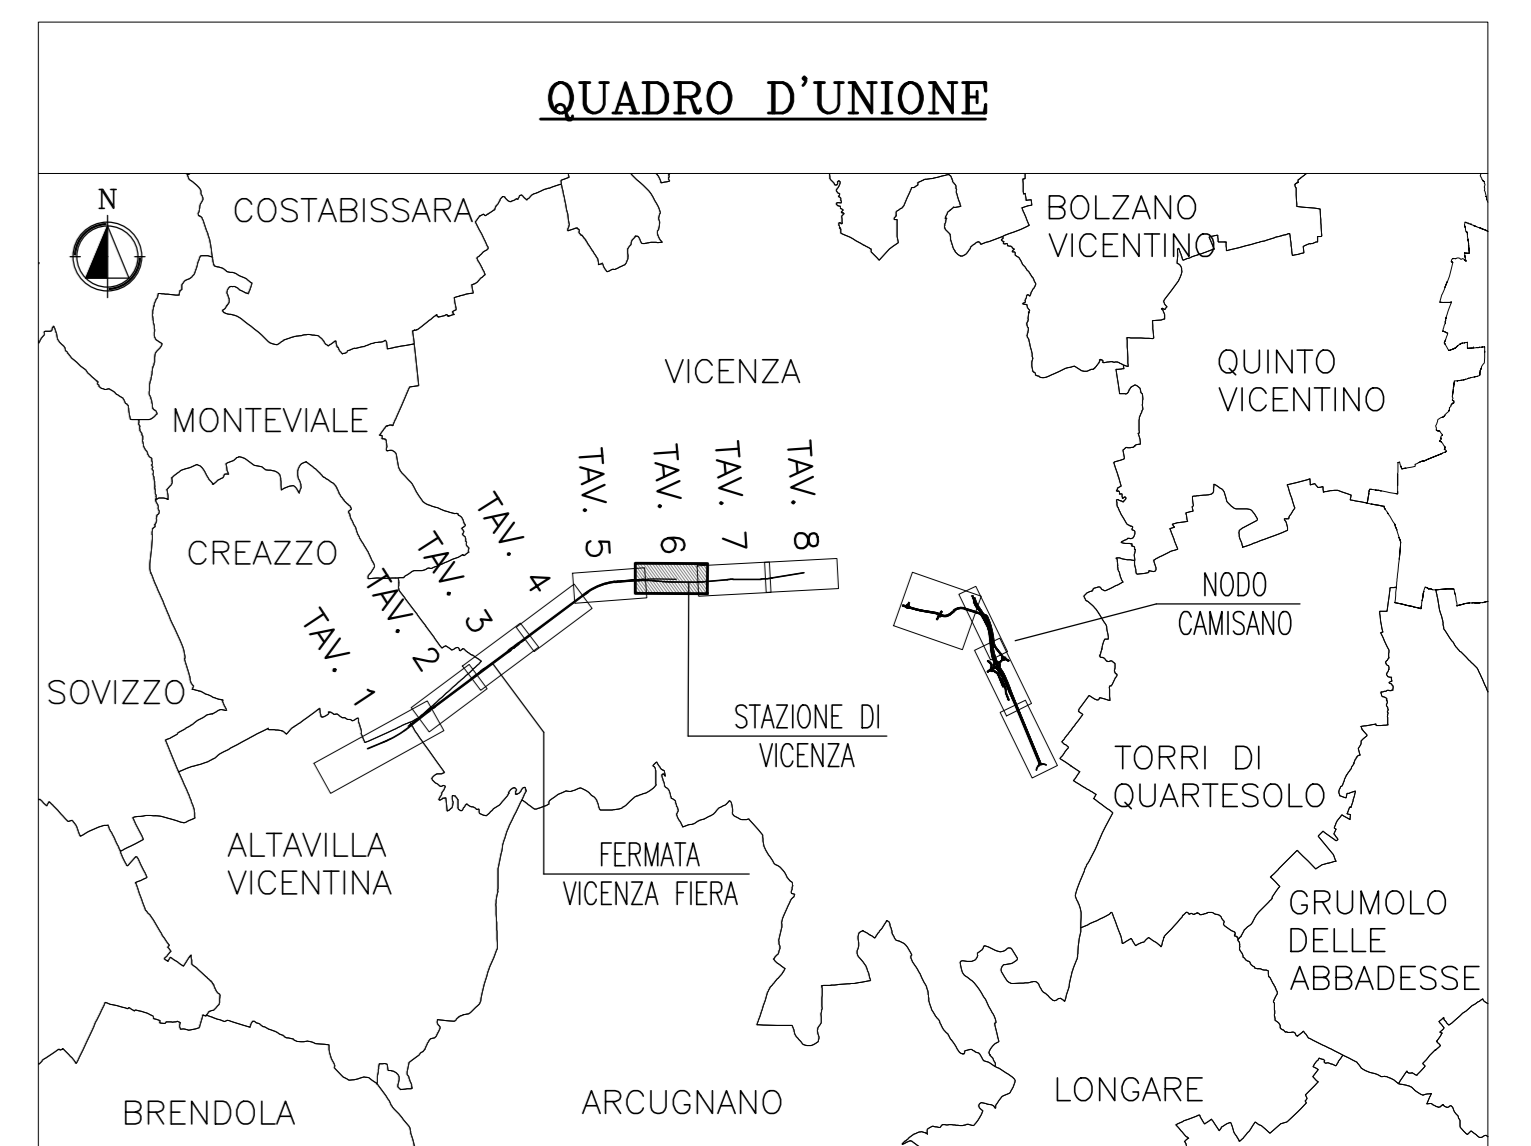 QUADRO D'UNIONE
N
COSTABISSARA
BOLZANO
VICENTINO
VICENZA
QUINTO
VICENTINO
MONTEVIALE
CREAZZO
TAV. 1
TAV. 2
TAV. 3
TAV. 4
TAV. 5
TAV. 6
TAV. 7
TAV. 8
NODO
CAMISANO
SOVIZZO
STAZIONE DI
VICENZA
TORRI DI
QUARTESOLO
ALTAVILLA
VICENTINA
FERMATA
VICENZA FIERA
GRUMOLO
DELLE
ABBADESSE
BRENDOLA
ARCUGNANO
LONGARE